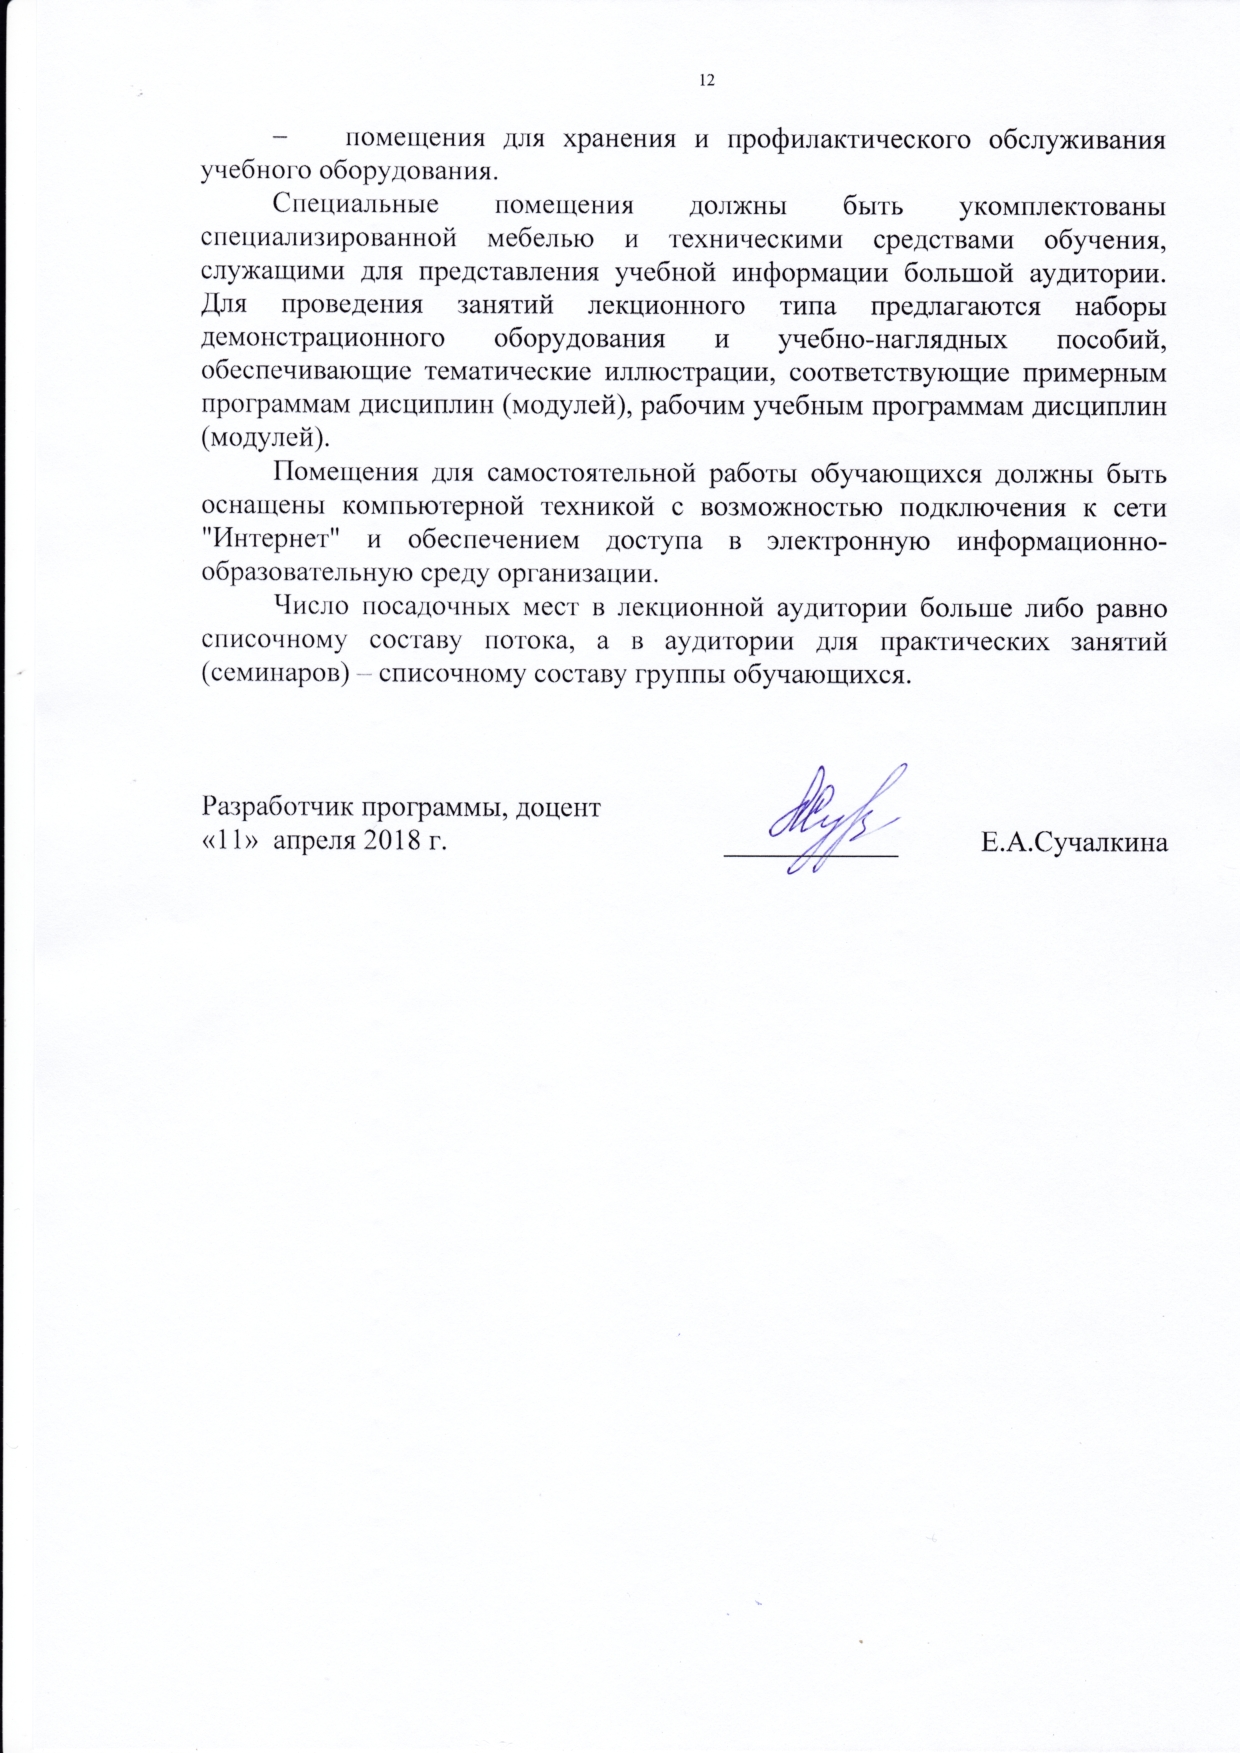 12
– помещения для хранения и профилактического обслуживания
учебного оборудования.
Специальные помещения должны быть укомплектованы
специализированной мебелью и техническими средствами обучения,
служащими для представления учебной информации большой аудитории.
Для проведения занятий лекционного типа предлагаются наборы
демонстрационного оборудования и учебно-наглядных пособий,
обеспечивающие тематические иллюстрации, соответствующие примерным
программам дисциплин (модулей), рабочим учебным программам дисциплин
(модулей).
Помещения для самостоятельной работы обучающихся должны быть
оснащены компьютерной техникой с возможностью подключения к сети
"Интернет" и обеспечением доступа в электронную информационно-
образовательную среду организации.
Число посадочных мест в лекционной аудитории больше либо равно
списочному составу потока, а в аудитории для практических занятий
(семинаров) – списочному составу группы обучающихся.
Разработчик программы, доцент
«11» апреля 2018 г. ____________ Е.А.Сучалкина